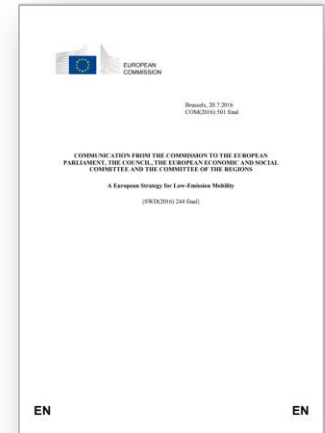 EUROPEAN
COMMISSION
Brussels, 20.7.2016
COM(2016) 501 final
COMMUNICATION FROM THE COMMISSION TO THE EUROPEAN
PARLIAMENT, THE COUNCIL, THE EUROPEAN ECONOMIC AND SOCIAL
COMMITTEE AND THE COMMITTEE OF THE REGIONS
A European Strategy for Low-Emission Mobility
{SWD(2016) 244 final}
EN EN